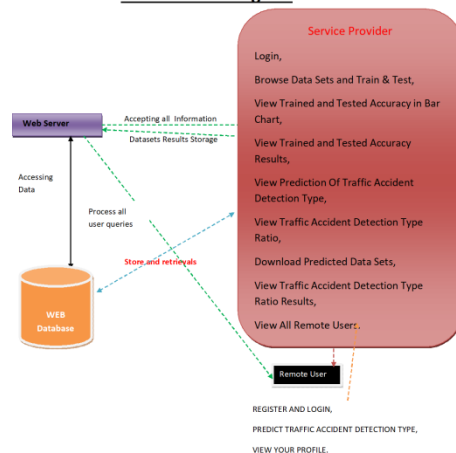 Service Provider
Login,
Browse Data Sets and Train & Test,
View Trained and Tested Accuracy in Bar
Chart,
View Trained and Tested Accuracy
Results,
View Prediction Of Traffic Accident
Detection Type,
View Traffic Accident Detection Type
Ratio,
Download Predicted Data Sets,
View Traffic Accident Detection Type
Ratio Results,
View All Remote Users.
Web Server
Accepting all Information
Datasets Results Storage
Accessing
Data
Process all
user queries
Store and retrievals
WEB
Database
Remote User
REGISTER AND LOGIN,
PREDICT TRAFFIC ACCIDENT DETECTION TYPE,
VIEW YOUR PROFILE.